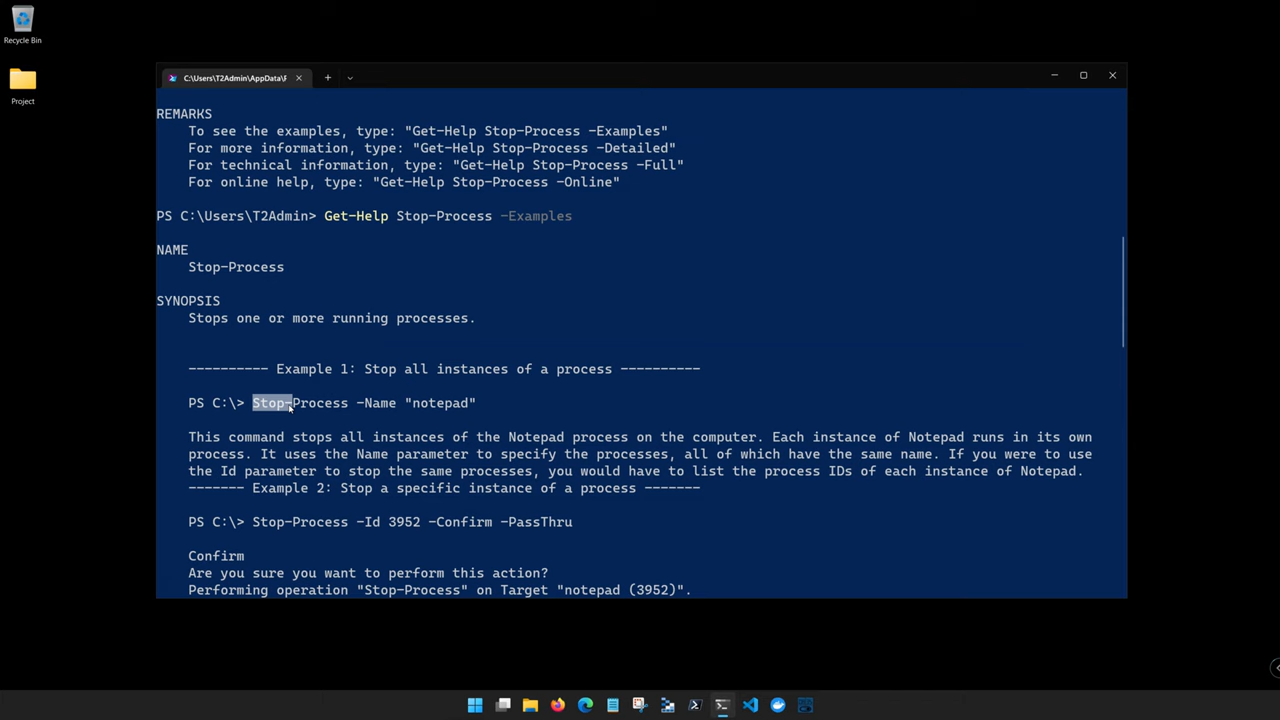 Recycle Bin
Project
C:\Users\T2Admin\AppData\F
REMARKS
To see the examples, type: "Get-Help Stop-Process -Examples"
For more information, type: "Get-Help Stop-Process -Detailed"
For technical information, type: "Get-Help Stop-Process -Full"
For online help, type: "Get-Help Stop-Process -Online"
PS C:\Users\T2Admin> Get-Help Stop-Process -Examples
NAME
Stop-Process
SYNOPSIS
Stops one or more running processes.
---------- Example 1: Stop all instances of a process ----------
PS C:\> Stop-Process -Name "notepad"
This command stops all instances of the Notepad process on the computer. Each instance of Notepad runs in its own
process. It uses the Name parameter to specify the processes, all of which have the same name. If you were to use
the Id parameter to stop the same processes, you would have to list the process IDs of each instance of Notepad.
------- Example 2: Stop a specific instance of a process -------
PS C:\> Stop-Process -Id 3952 -Confirm -PassThru
Confirm
Are you sure you want to perform this action?
Performing operation "Stop-Process" on Target "notepad (3952)".